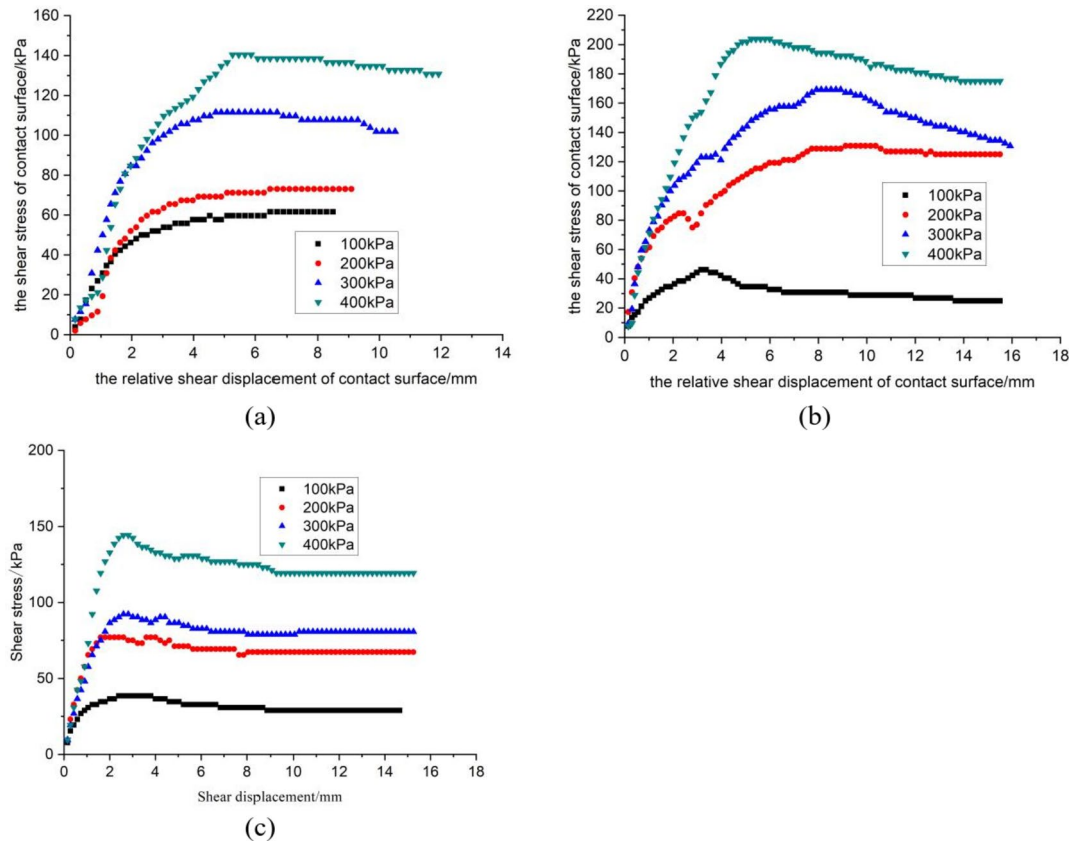 the shear stress of contact surface/kPa
160
140
120
100
80
60
40
20
0
100kPa
200kPa
300kPa
400kPa
0 2 4 6 8 10 12 14
the relative shear displacement of contact surface/mm
(a)
the shear stress of contact surface/kPa
220
200
180
160
140
120
100
80
60
40
20
0
100kPa
200kPa
300kPa
400kPa
0 2 4 6 8 10 12 14 16 18
the relative shear displacement of contact surface/mm
(b)
Shear stress/kPa
200
150
100
50
0
100kPa
200kPa
300kPa
400kPa
0 2 4 6 8 10 12 14 16 18
Shear displacement/mm
(c)